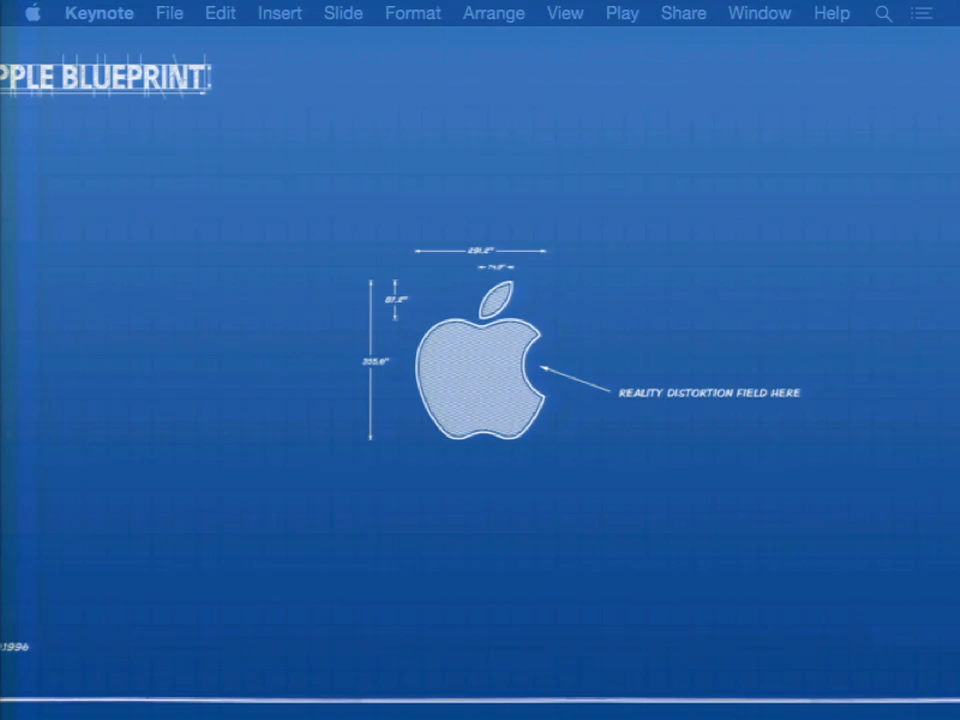 Keynote File Edit Insert Slide Format Arrange View Play Share Window Help
PPLE BLUEPRINT
REALITY DISTORTION FIELD HERE
1996